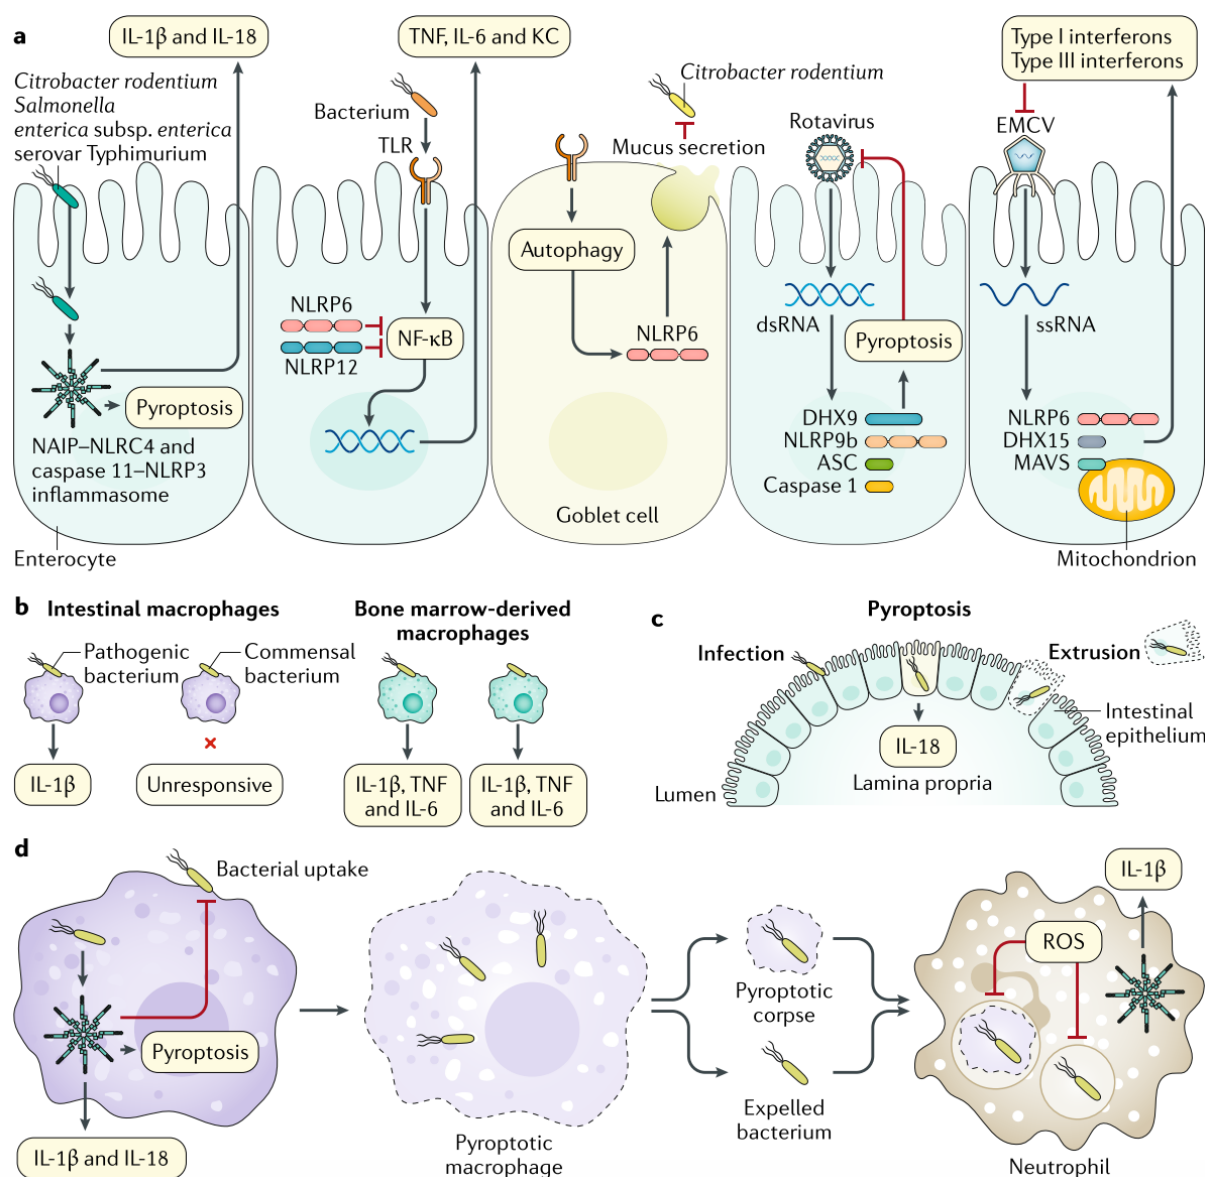 a
IL-1β and IL-18
Citrobacter rodentium
Salmonella
enterica subsp. enterica
serovar Typhimurium
Pyroptosis
NAIP–NLRC4 and
caspase 11–NLRP3
inflammasome
Enterocyte
TNF, IL-6 and KC
Bacterium
TLR
NLRP6
NLRP12
NF-κB
Citrobacter rodentium
Mucus secretion
Autophagy
NLRP6
Goblet cell
Rotavirus
dsRNA
Pyroptosis
DHX9
NLRP9b
ASC
Caspase 1
Type I interferons
Type III interferons
EMCV
ssRNA
NLRP6
DHX15
MAVS
Mitochondrion
b
Intestinal macrophages
Pathogenic
bacterium
Commensal
bacterium
IL-1β
Unresponsive
Bone marrow-derived
macrophages
IL-1β, TNF
and IL-6
IL-1β, TNF
and IL-6
c
Pyroptosis
Infection
Extrusion
Intestinal
epithelium
IL-18
Lamina propria
Lumen
d
Bacterial uptake
Pyroptosis
IL-1β and IL-18
Pyroptotic
macrophage
Pyroptotic
corpse
Expelled
bacterium
IL-1β
ROS
Neutrophil